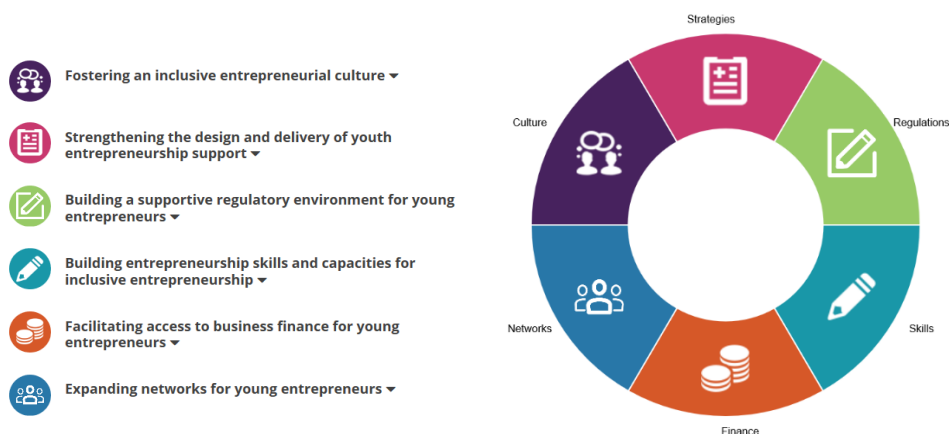 Fostering an inclusive entrepreneurial culture
Strengthening the design and delivery of youth
entrepreneurship support
Building a supportive regulatory environment for young
entrepreneurs
Building entrepreneurship skills and capacities for
inclusive entrepreneurship
Facilitating access to business finance for young
entrepreneurs
Expanding networks for young entrepreneurs
Strategies
Culture
Regulations
Networks
Skills
Finance